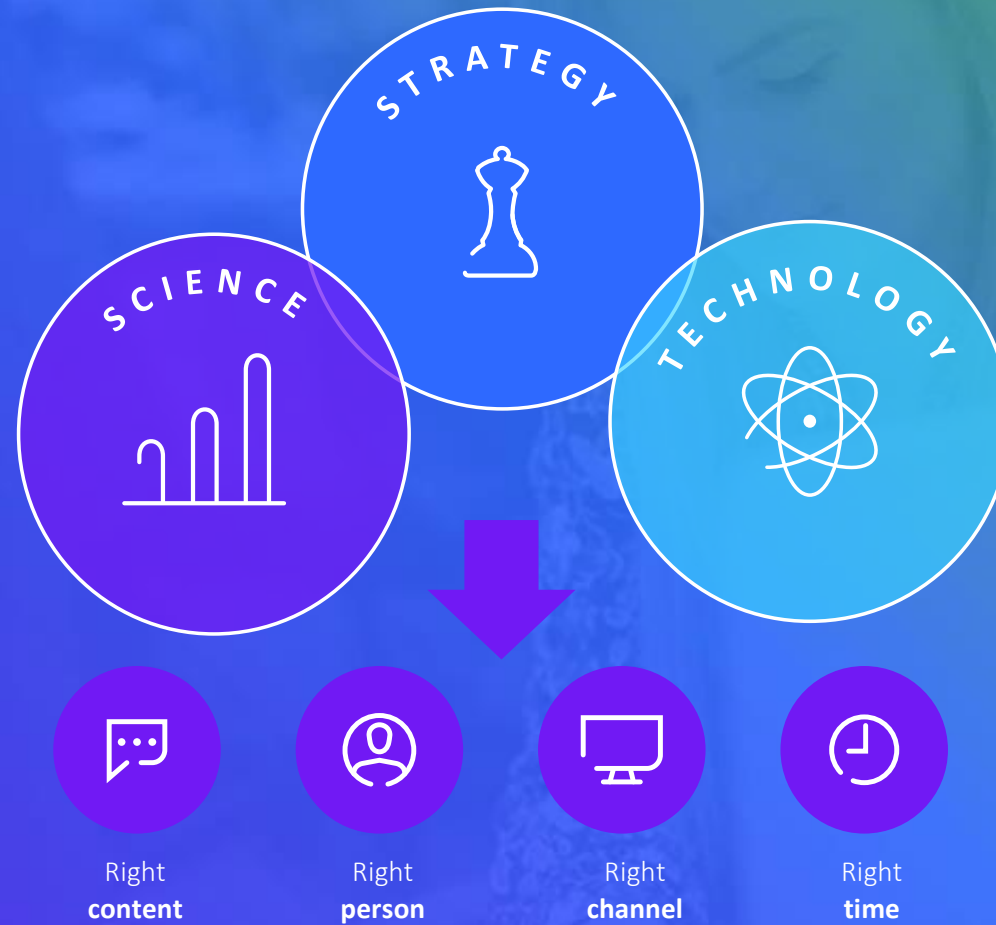 STRATEGY
SCIENCE
TECHNOLOGY
Right
content
Right
person
Right
channel
Right
time